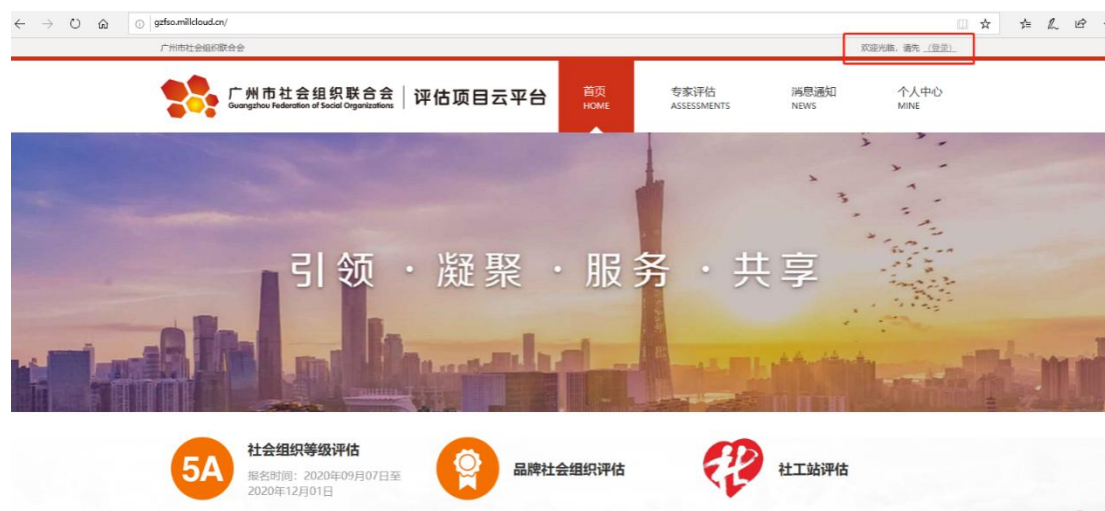 gzfso.millcloud.cn/
广州市社会组织联合会
欢迎光临，请先 （登录）
广州市社会组织联合会
Guangzhou Federation of Social Organizations
评估项目云平台
首页
HOME
专家评估
ASSESSMENTS
消息通知
NEWS
个人中心
MINE
引领 · 凝聚 · 服务 · 共享
5A
社会组织等级评估
报名时间：2020年09月07日至
2020年12月01日
品牌社会组织评估
社工站评估